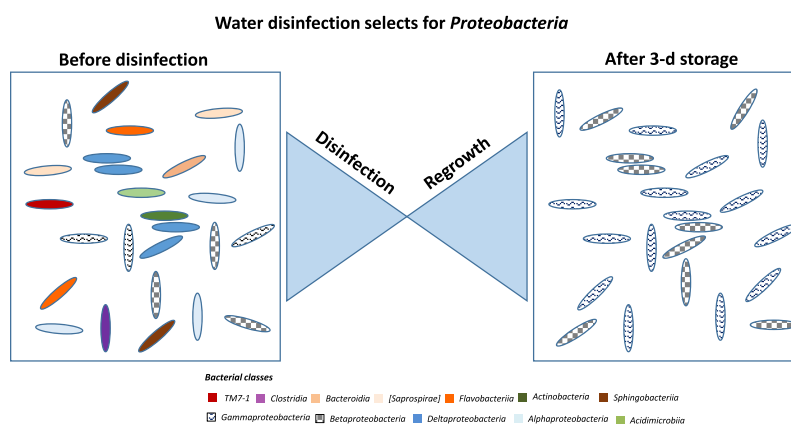 Water disinfection selects for Proteobacteria
Before disinfection
After 3-d storage
Disinfection
Regrowth
Bacterial classes
TM7-1 Clostridia Bacteroidia [Saprospirae] Flavobacteriia Actinobacteria Sphingobacteriia
Gammaproteobacteria Betaproteobacteria Deltaproteobacteria Alphaproteobacteria Acidimicrobiia